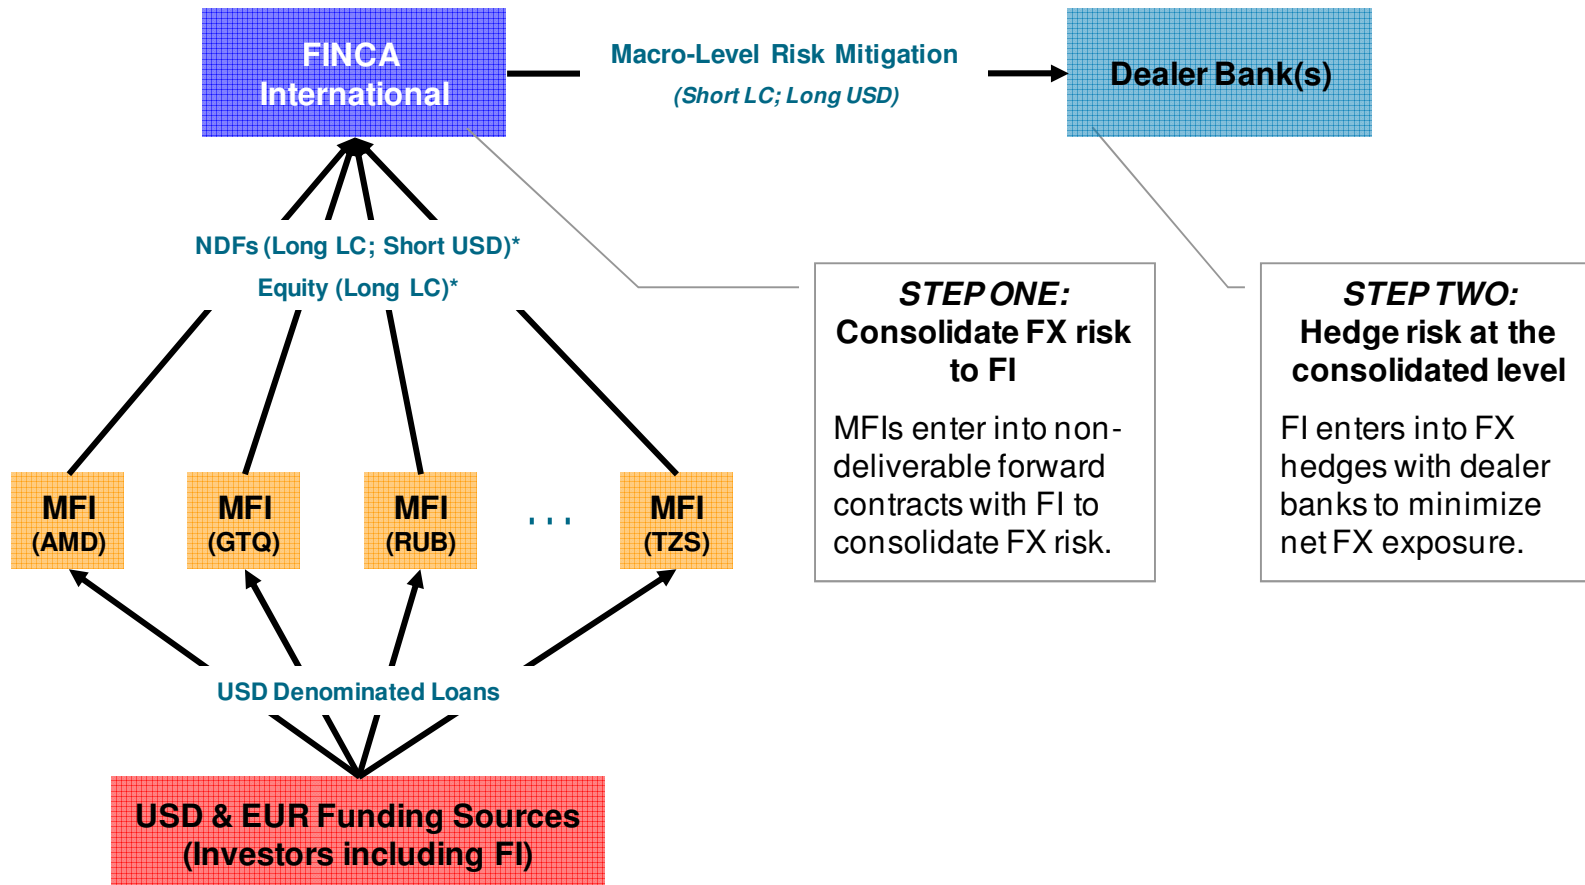 FINCA
International
Macro-Level Risk Mitigation
(Short LC; Long USD)
Dealer Bank(s)
NDFs (Long LC; Short USD)*
Equity (Long LC)*
STEP ONE:
Consolidate FX risk
to FI
MFIs enter into non-
deliverable forward
contracts with FI to
consolidate FX risk.
STEP TWO:
Hedge risk at the
consolidated level
FI enters into FX
hedges with dealer
banks to minimize
net FX exposure.
MFI
(AMD)
MFI
(GTQ)
MFI
(RUB)
...
MFI
(TZS)
USD Denominated Loans
USD & EUR Funding Sources
(Investors including FI)